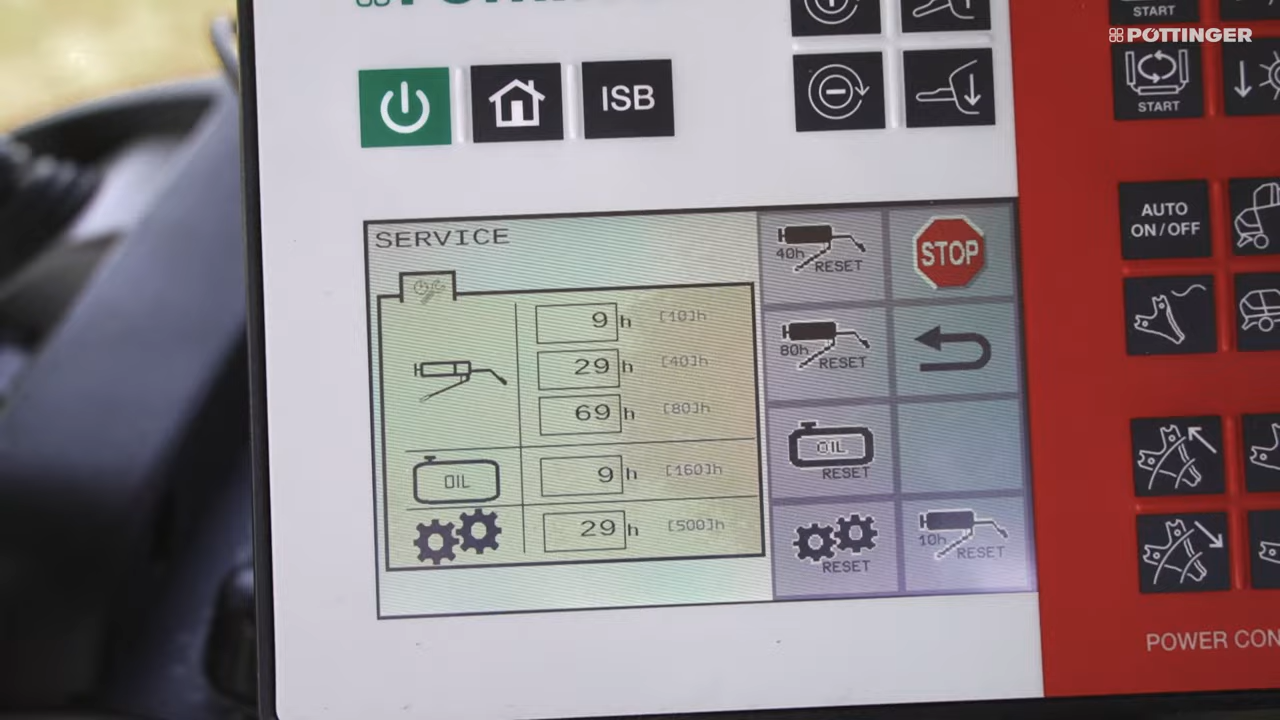 START
PÖTTINGER
ISB
START
AUTO
ON/OFF
SERVICE
40h
RESET
STOP
9 h [10]h
29 h [40]h
80h
RESET
69 h [80]h
OIL
9 h [160]h
OIL
RESET
29 h [500]h
RESET
10h
RESET
POWER CON